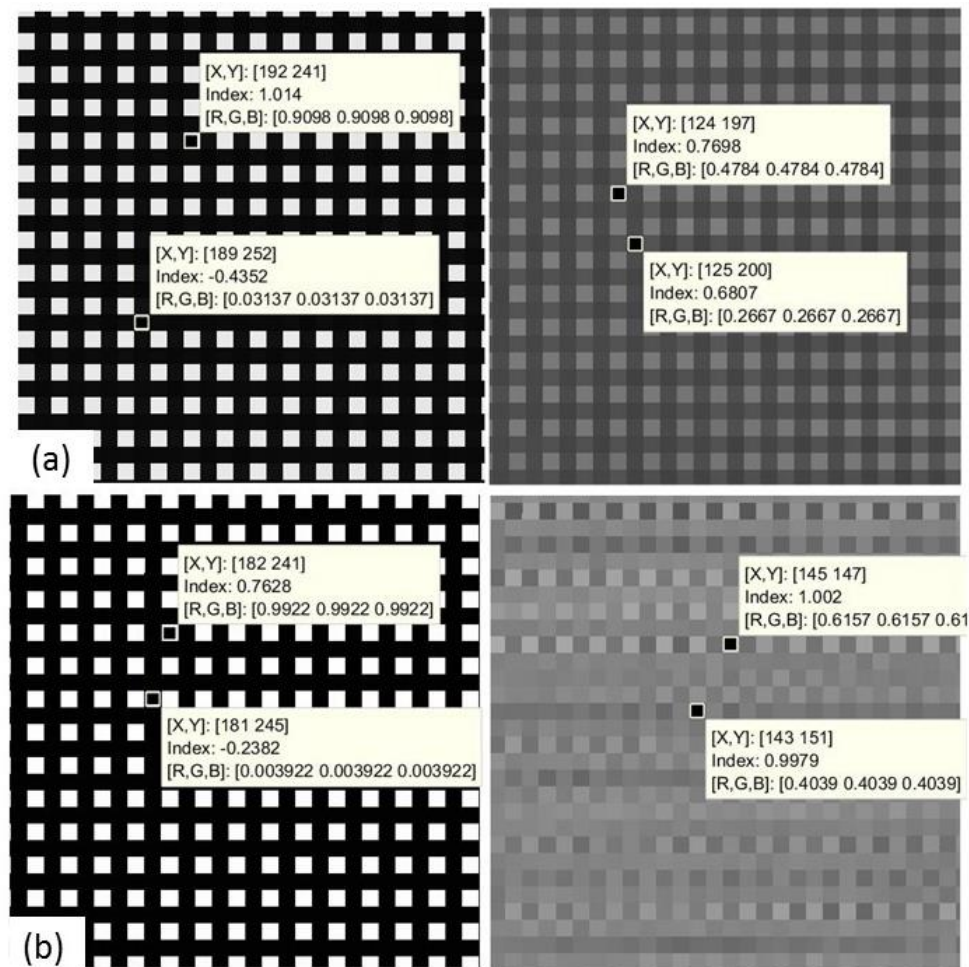 [X,Y]: [192 241]
Index: 1.014
[R,G,B]: [0.9098 0.9098 0.9098]
[X,Y]: [189 252]
Index: -0.4352
[R,G,B]: [0.03137 0.03137 0.03137]
[X,Y]: [124 197]
Index: 0.7698
[R,G,B]: [0.4784 0.4784 0.4784]
[X,Y]: [125 200]
Index: 0.6807
[R,G,B]: [0.2667 0.2667 0.2667]
(a)
[X,Y]: [182 241]
Index: 0.7628
[R,G,B]: [0.9922 0.9922 0.9922]
[X,Y]: [181 245]
Index: -0.2382
[R,G,B]: [0.003922 0.003922 0.003922]
[X,Y]: [145 147]
Index: 1.002
[R,G,B]: [0.6157 0.6157 0.61
[X,Y]: [143 151]
Index: 0.9979
[R,G,B]: [0.4039 0.4039 0.4039]
(b)